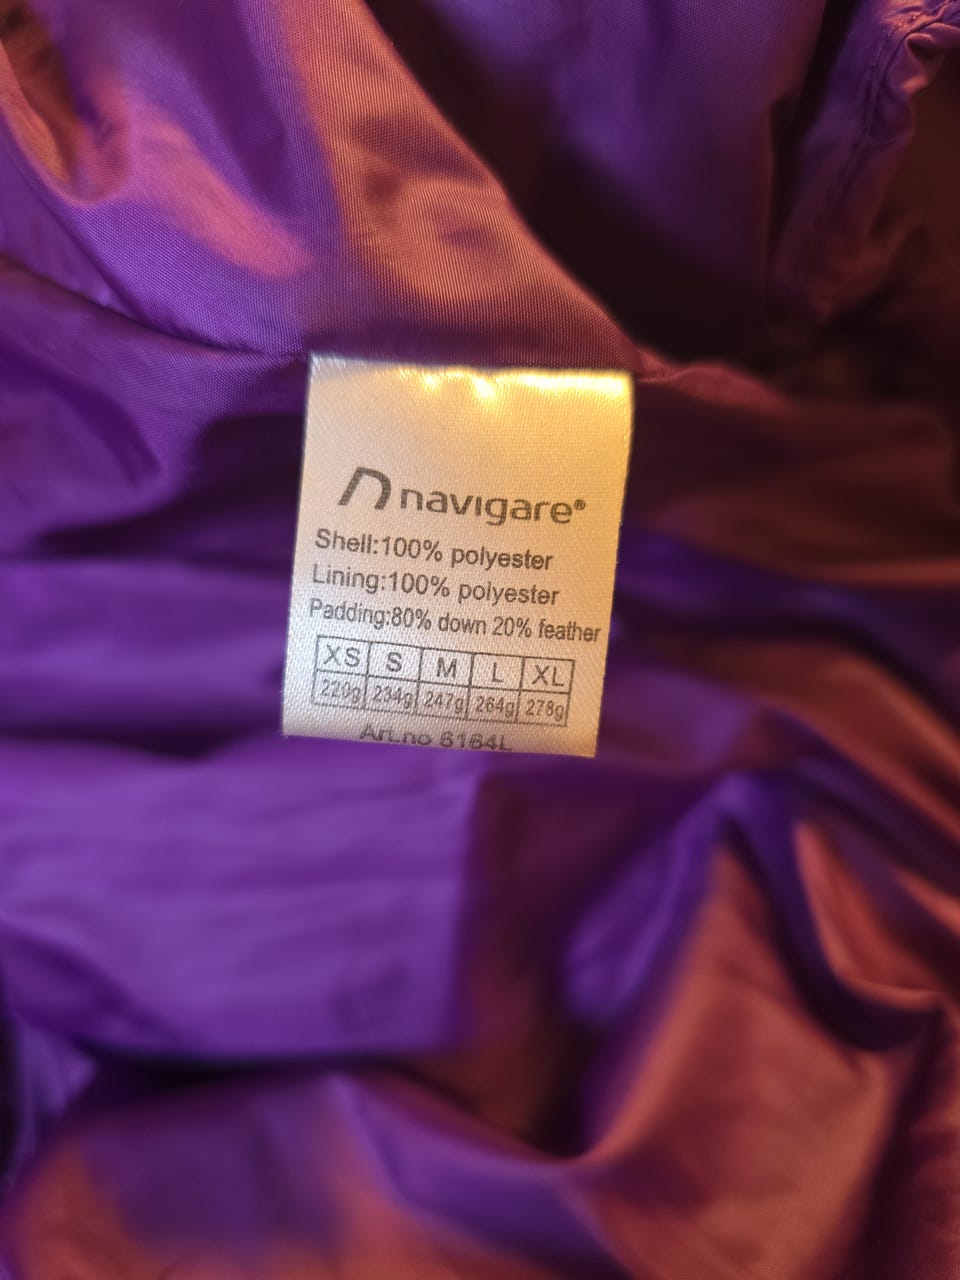 navigare®
Shell:100% polyester
Lining:100% polyester
Padding:80% down 20% feather
XS S M L XL
220g 234g 247g 264g 278g
Art.no 6164L